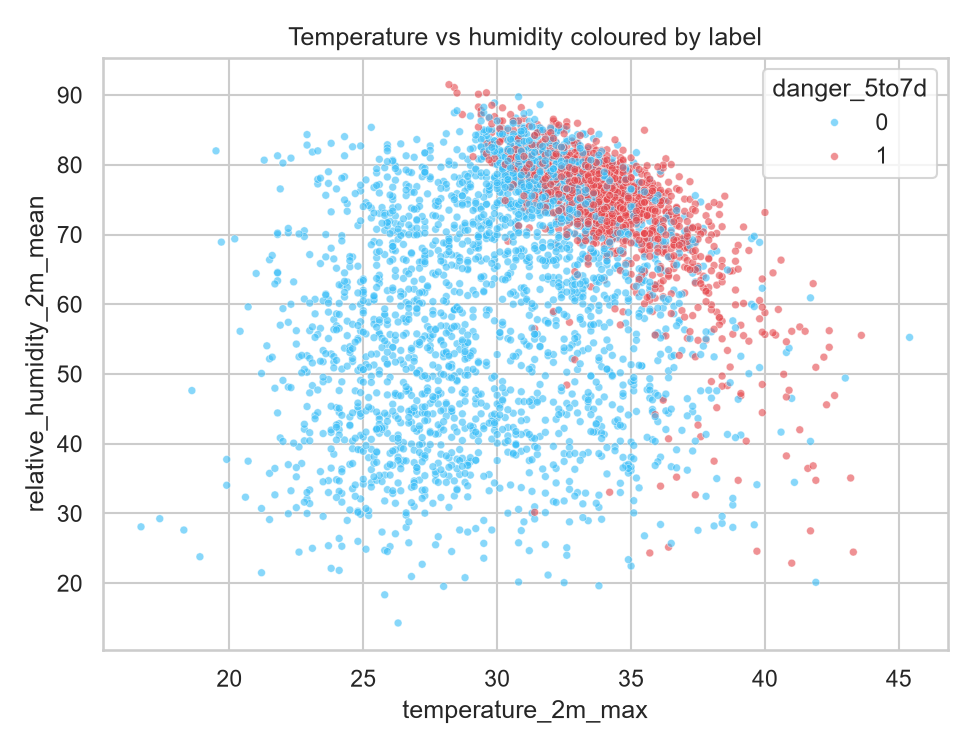 Temperature vs humidity coloured by label
danger_5to7d
0
1
relative_humidity_2m_mean
90
80
70
60
50
40
30
20
20 25 30 35 40 45
temperature_2m_max